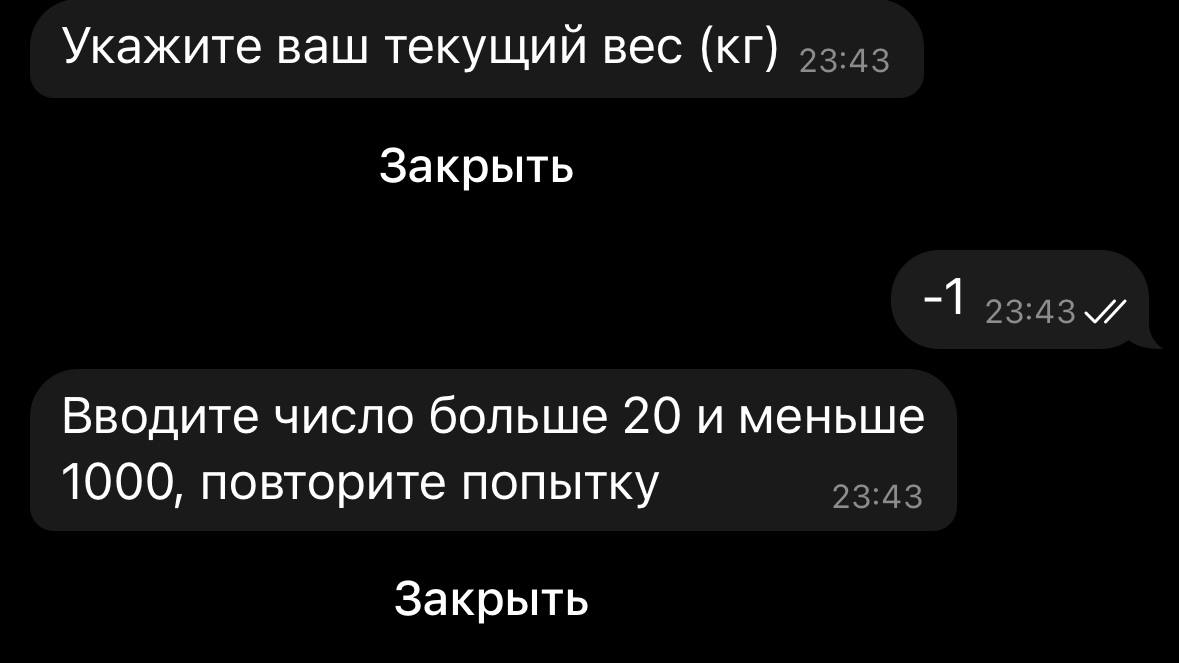 Укажите ваш текущий вес (кг) 23:43
Закрыть
-1 23:43
Вводите число больше 20 и меньше
1000, повторите попытку 23:43
Закрыть